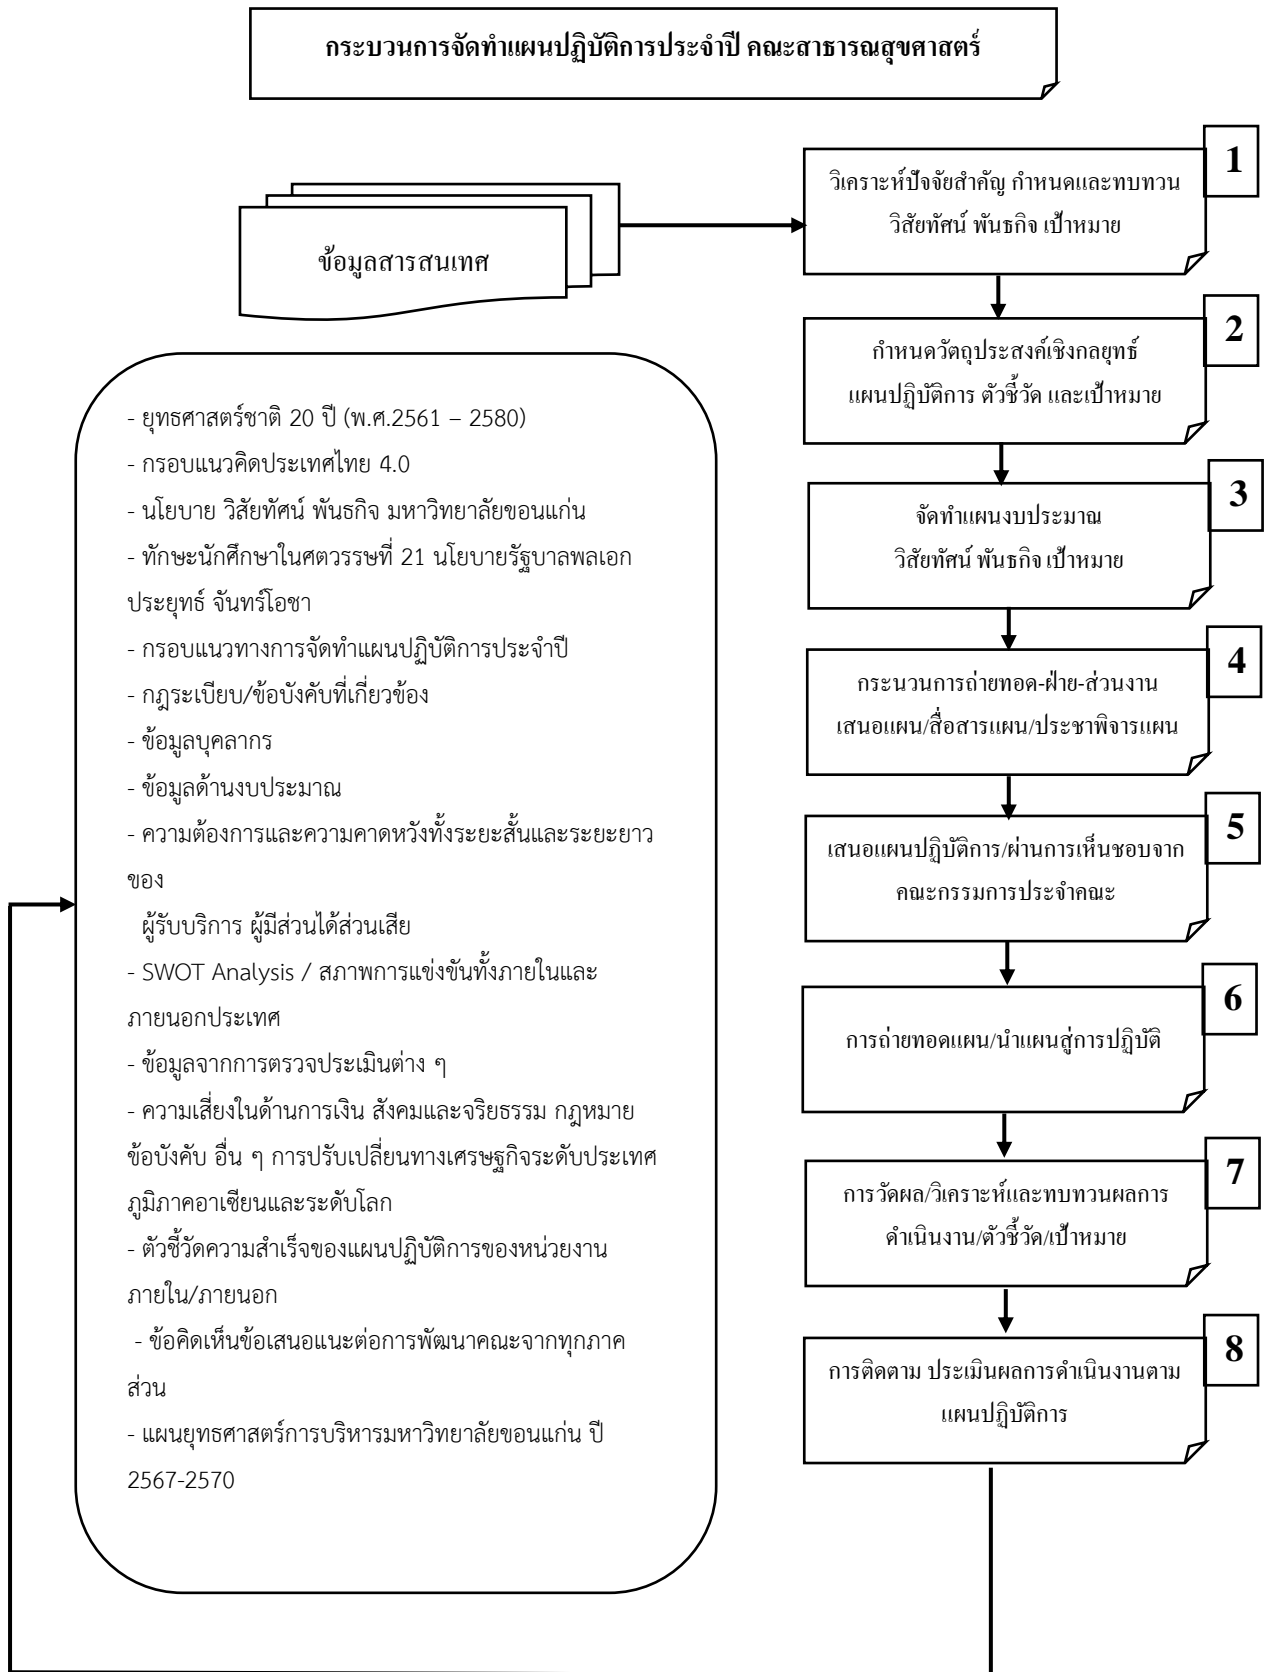 กระบวนการจัดทำแผนปฏิบัติการประจำปี คณะสาธารณสุขศาสตร์
ข้อมูลสารสนเทศ
- ยุทธศาสตร์ชาติ 20 ปี (พ.ศ.2561 – 2580)
- กรอบแนวคิดประเทศไทย 4.0
- นโยบาย วิสัยทัศน์ พันธกิจ มหาวิทยาลัยขอนแก่น
- ทักษะนักศึกษาในศตวรรษที่ 21 นโยบายรัฐบาลพลเอก
ประยุทธ์ จันทร์โอชา
- กรอบแนวทางการจัดทำแผนปฏิบัติการประจำปี
- กฎระเบียบ/ข้อบังคับที่เกี่ยวข้อง
- ข้อมูลบุคลากร
- ข้อมูลด้านงบประมาณ
- ความต้องการและความคาดหวังทั้งระยะสั้นและระยะยาว
ของ
ผู้รับบริการ ผู้มีส่วนได้ส่วนเสีย
- SWOT Analysis / สภาพการแข่งขันทั้งภายในและ
ภายนอกประเทศ
- ข้อมูลจากการตรวจประเมินต่าง ๆ
- ความเสี่ยงในด้านการเงิน สังคมและจริยธรรม กฎหมาย
ข้อบังคับ อื่น ๆ การปรับเปลี่ยนทางเศรษฐกิจระดับประเทศ
ภูมิภาคอาเซียนและระดับโลก
- ตัวชี้วัดความสำเร็จของแผนปฏิบัติการของหน่วยงาน
ภายใน/ภายนอก
- ข้อคิดเห็นข้อเสนอแนะต่อการพัฒนาคณะจากทุกภาค
ส่วน
- แผนยุทธศาสตร์การบริหารมหาวิทยาลัยขอนแก่น ปี
2567-2570
1
วิเคราะห์ปัจจัยสำคัญ กำหนดและทบทวน
วิสัยทัศน์ พันธกิจ เป้าหมาย
2
กำหนดวัตถุประสงค์เชิงกลยุทธ์
แผนปฏิบัติการ ตัวชี้วัด และเป้าหมาย
3
จัดทำแผนงบประมาณ
วิสัยทัศน์ พันธกิจ เป้าหมาย
4
กระนวนการถ่ายทอด-ฝ่าย-ส่วนงาน
เสนอแผน/สื่อสารแผน/ประชาพิจารแผน
5
เสนอแผนปฏิบัติการ/ผ่านการเห็นชอบจาก
คณะกรรมการประจำคณะ
6
การถ่ายทอดแผน/นำแผนสู่การปฏิบัติ
7
การวัดผล/วิเคราะห์และทบทวนผลการ
ดำเนินงาน/ตัวชี้วัด/เป้าหมาย
8
การติดตาม ประเมินผลการดำเนินงานตาม
แผนปฏิบัติการ